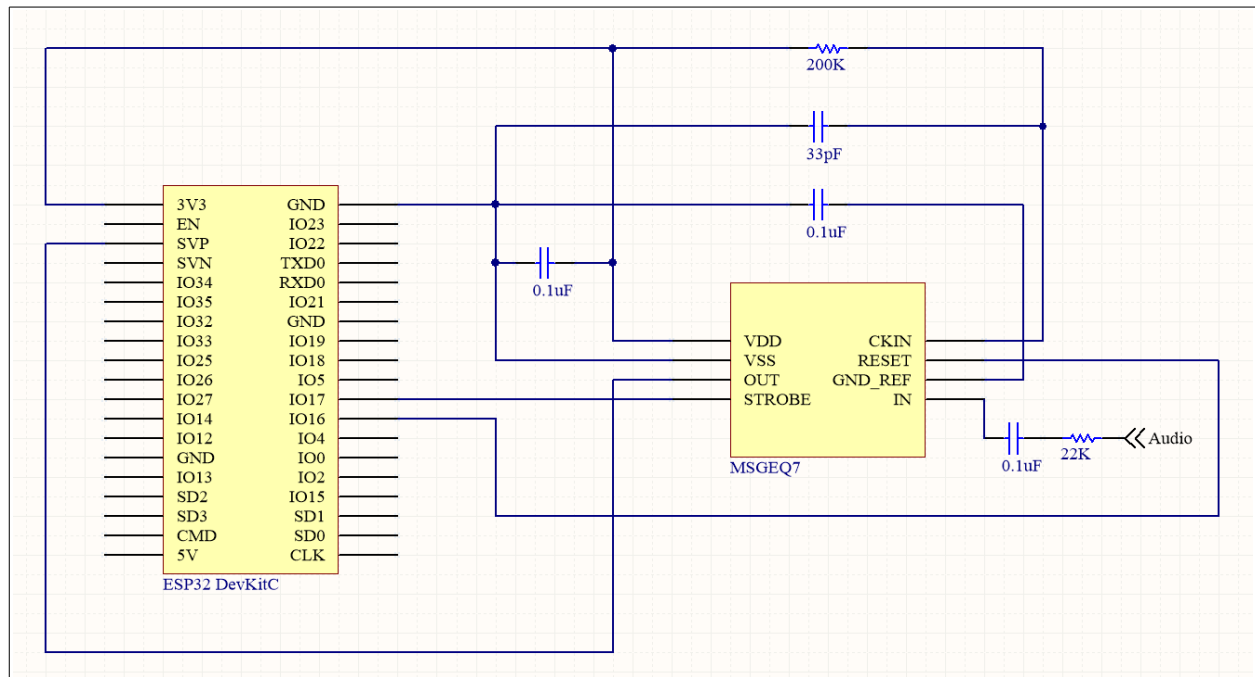 200K
33pF
0.1uF
0.1uF
3V3 GND
EN IO23
SVP IO22
SVN TXD0
IO34 RXD0
IO35 IO21
IO32 GND
IO33 IO19
IO25 IO18
IO26 IO5
IO27 IO17
IO14 IO16
IO12 IO4
GND IO0
IO13 IO2
SD2 IO15
SD3 SD1
CMD SD0
5V CLK
ESP32 DevKitC
VDD CKIN
VSS RESET
OUT GND_REF
STROBE IN
MSGEQ7
0.1uF
22K
Audio